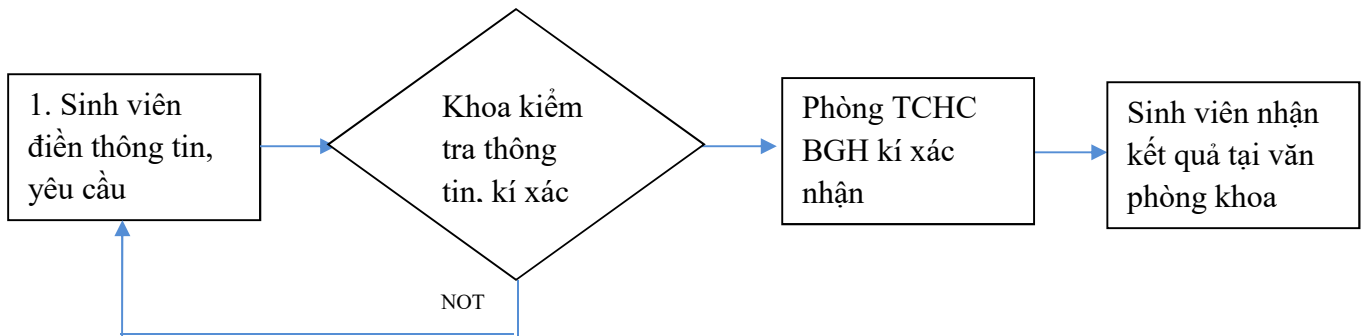 1. Sinh viên
điền thông tin,
yêu cầu
Khoa kiểm
tra thông
tin, kí xác
Phòng TCHC
BGH kí xác
nhận
Sinh viên nhận
kết quả tại văn
phòng khoa
NOT